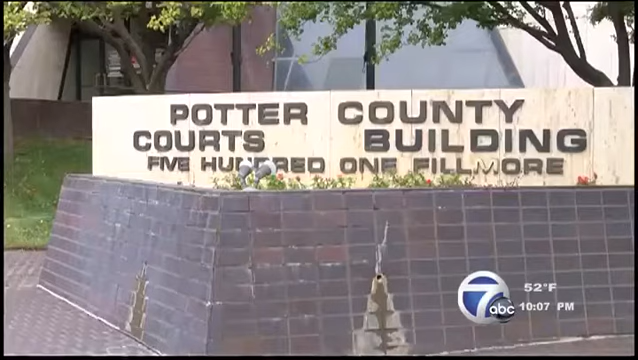 POTTER COUNTY
COURTS BUILDING
FIVE HUNDRED ONE FILLMORE
7 abc
52°F
10:07 PM